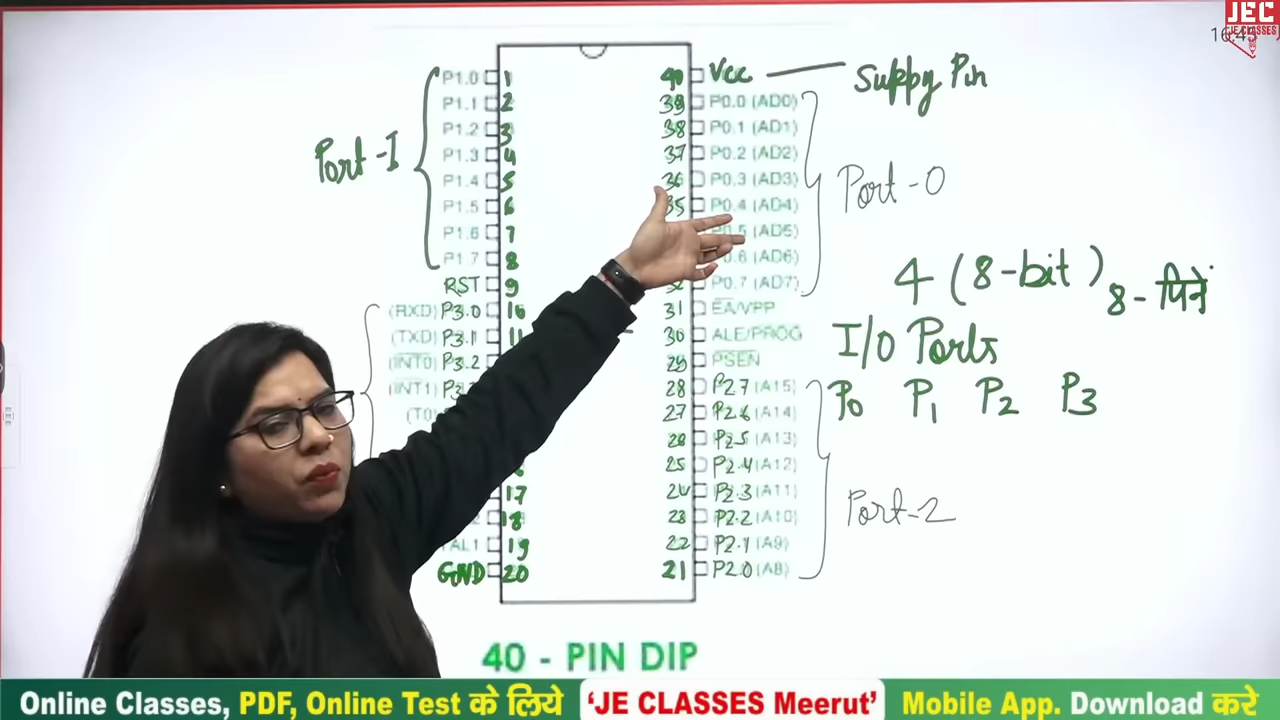 JEC
JE CLASSES
P1.0 1
P1.1 2
P1.2 3
P1.3 4
P1.4 5
P1.5 6
P1.6 7
P1.7 8
RST 9
(RXD) P3.0 10
(TXD) P3.1 11
(INT0) P3.2
(INT1)
(T0)
17
18
19
GND 20
Port-I
40 Vcc
Suppy Pin
39 P0.0 (AD0)
38 P0.1 (AD1)
37 P0.2 (AD2)
36 P0.3 (AD3)
35 P0.4 (AD4)
P0.5 (AD5)
P0.6 (AD6)
32 P0.7 (AD7)
31 EA/VPP
30 ALE/PROG
29 PSEN
28 P2.7 (A15)
27 P2.6 (A14)
26 P2.5 (A13)
25 P2.4 (A12)
24 P2.3 (A11)
23 P2.2 (A10)
22 P2.1 (A9)
21 P2.0 (A8)
Port-0
4 (8-bit) 8-पिनें
I/O Ports
P0 P1 P2 P3
Port-2
40 - PIN DIP
Online Classes, PDF, Online Test के लिये 'JE CLASSES Meerut' Mobile App. Download करे